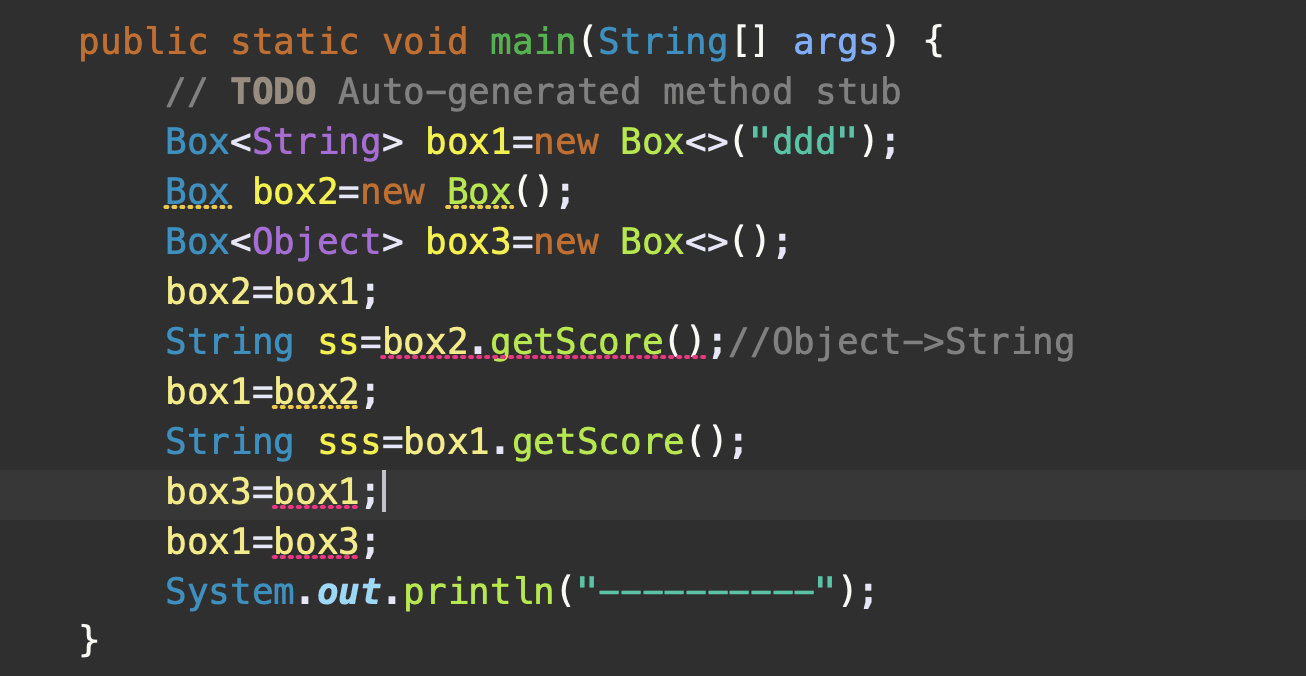 public static void main(String[] args) {
// TODO Auto-generated method stub
Box<String> box1=new Box<>("ddd");
Box box2=new Box();
Box<Object> box3=new Box<>();
box2=box1;
String ss=box2.getScore();//Object->String
box1=box2;
String sss=box1.getScore();
box3=box1;
box1=box3;
System.out.println("----------");
}